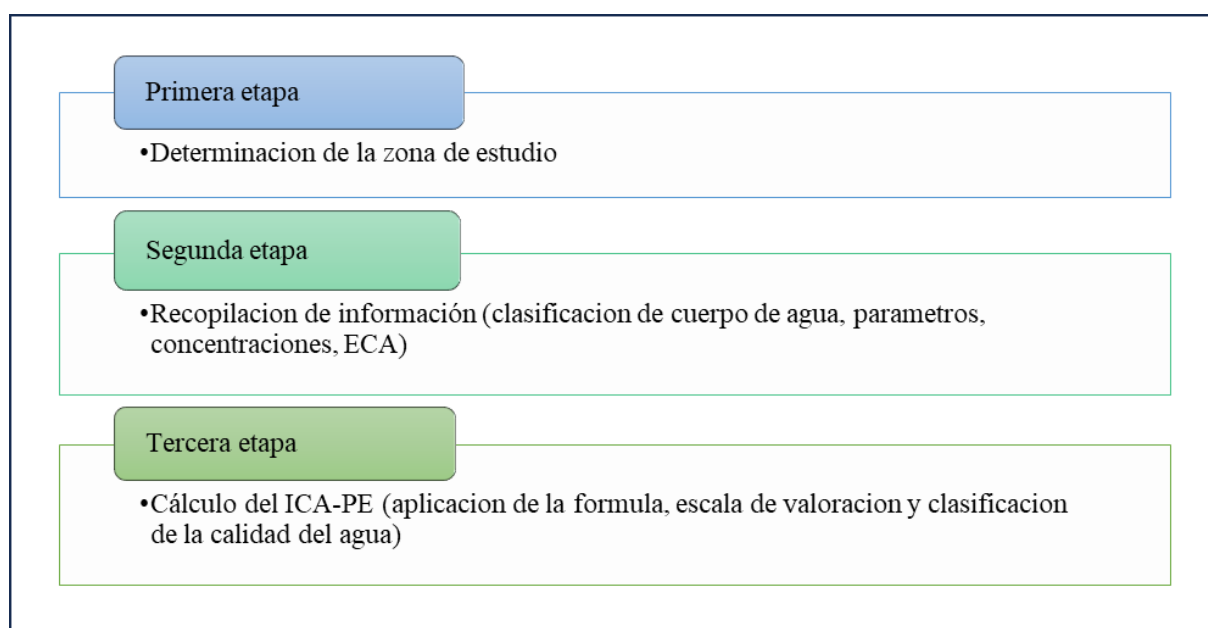 Primera etapa
•Determinacion de la zona de estudio
Segunda etapa
•Recopilacion de información (clasificacion de cuerpo de agua, parametros,
concentraciones, ECA)
Tercera etapa
•Cálculo del ICA-PE (aplicacion de la formula, escala de valoracion y clasificacion
de la calidad del agua)